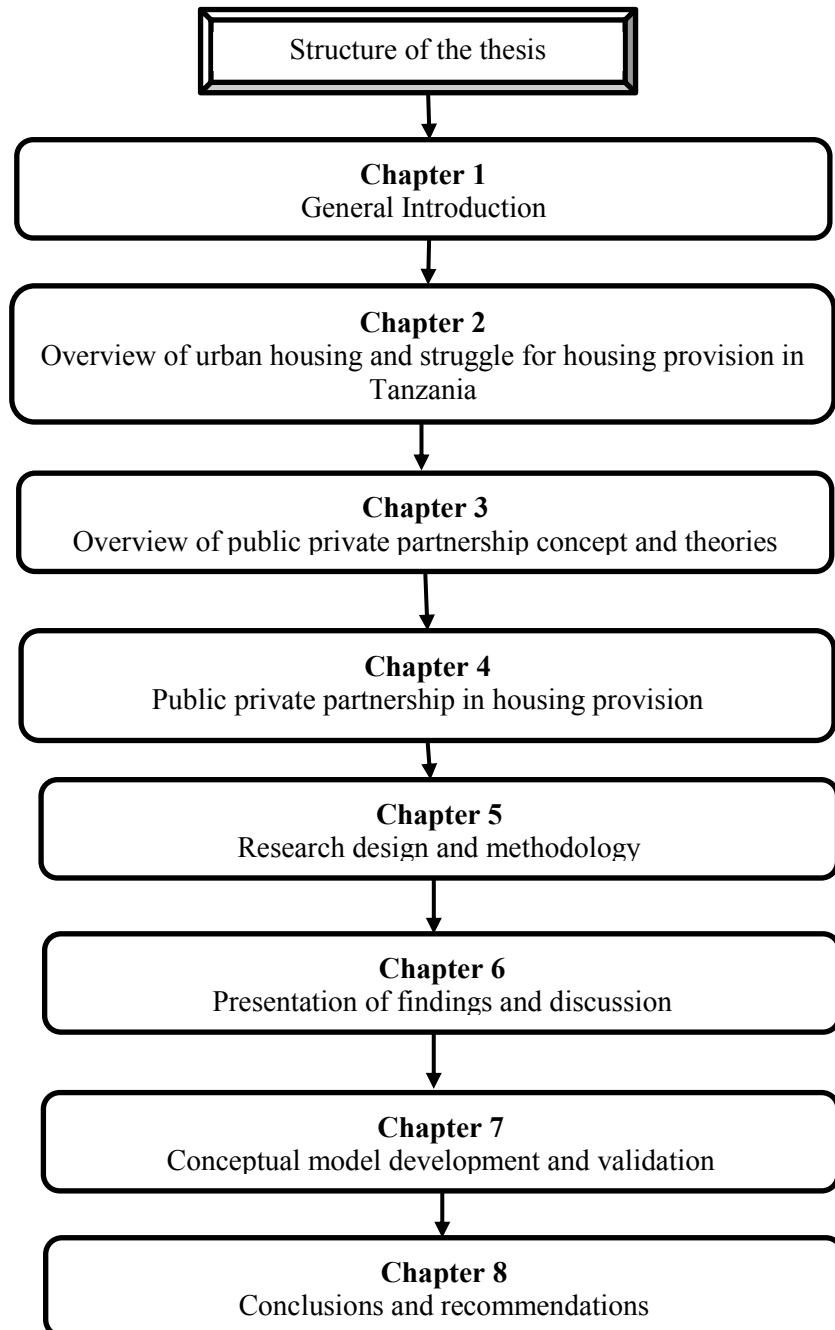 Structure of the thesis
Chapter 1
General Introduction
Chapter 2
Overview of urban housing and struggle for housing provision in
Tanzania
Chapter 3
Overview of public private partnership concept and theories
Chapter 4
Public private partnership in housing provision
Chapter 5
Research design and methodology
Chapter 6
Presentation of findings and discussion
Chapter 7
Conceptual model development and validation
Chapter 8
Conclusions and recommendations